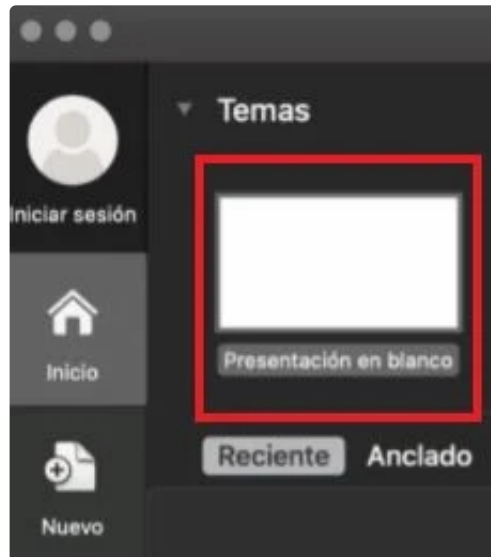 Temas
Iniciar sesión
Presentación en blanco
Inicio
Reciente Anclado
Nuevo